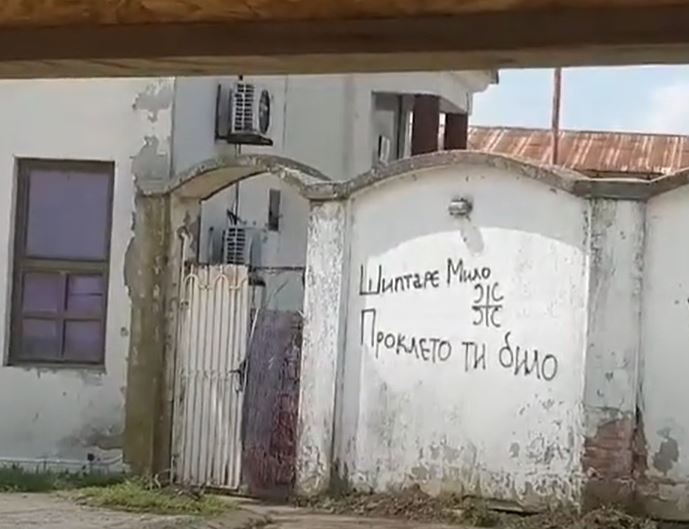 Шиптаре Мило
Проклето ти било